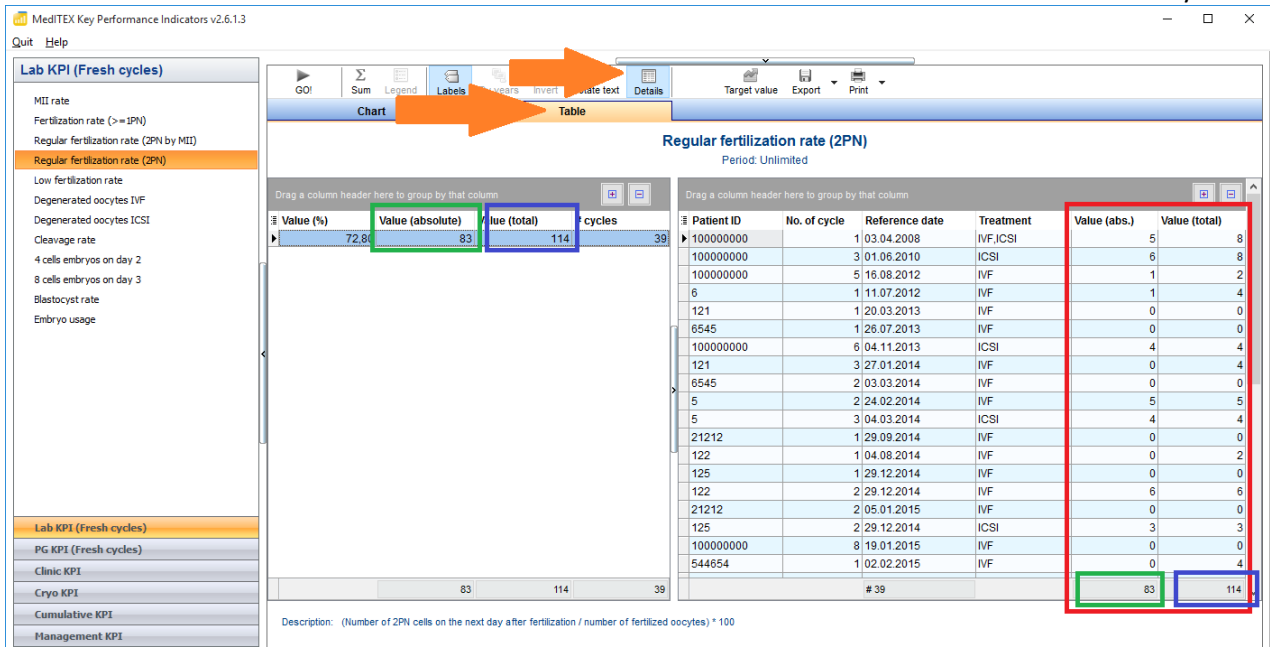 MedITEX Key Performance Indicators v2.6.1.3
Quit Help
Lab KPI (Fresh cycles)
MII rate
Fertilization rate (>=1PN)
Regular fertilization rate (2PN by MII)
Regular fertilization rate (2PN)
Low fertilization rate
Degenerated oocytes IVF
Degenerated oocytes ICSI
Cleavage rate
4 cells embryos on day 2
8 cells embryos on day 3
Blastocyst rate
Embryo usage
Lab KPI (Fresh cycles)
PG KPI (Fresh cycles)
Clinic KPI
Cryo KPI
Cumulative KPI
Management KPI
GO! Sum Legend Labels years Invert text Details Target value Export Print
Chart Table
Regular fertilization rate (2PN)
Period: Unlimited
Drag a column header here to group by that column
Value (%) Value (absolute) Value (total) cycles
72,80 83 114 39
83 114 39
Drag a column header here to group by that column
Patient ID No. of cycle Reference date Treatment Value (abs.) Value (total)
100000000 1 03.04.2008 IVF,ICSI 5 8
100000000 3 01.06.2010 ICSI 6 8
100000000 5 16.08.2012 IVF 1 2
6 1 11.07.2012 IVF 1 4
121 1 20.03.2013 IVF 0 0
6545 1 26.07.2013 IVF 0 0
100000000 6 04.11.2013 ICSI 4 4
121 3 27.01.2014 IVF 0 4
6545 2 03.03.2014 IVF 0 0
5 2 24.02.2014 IVF 5 5
5 3 04.03.2014 ICSI 4 4
21212 1 29.09.2014 IVF 0 0
122 1 04.08.2014 IVF 0 2
125 1 29.12.2014 IVF 0 0
122 2 29.12.2014 IVF 6 6
21212 2 05.01.2015 IVF 0 0
125 2 29.12.2014 ICSI 3 3
100000000 8 19.01.2015 IVF 0 0
544654 1 02.02.2015 IVF 0 4
# 39 83 114
Description: (Number of 2PN cells on the next day after fertilization / number of fertilized oocytes) * 100